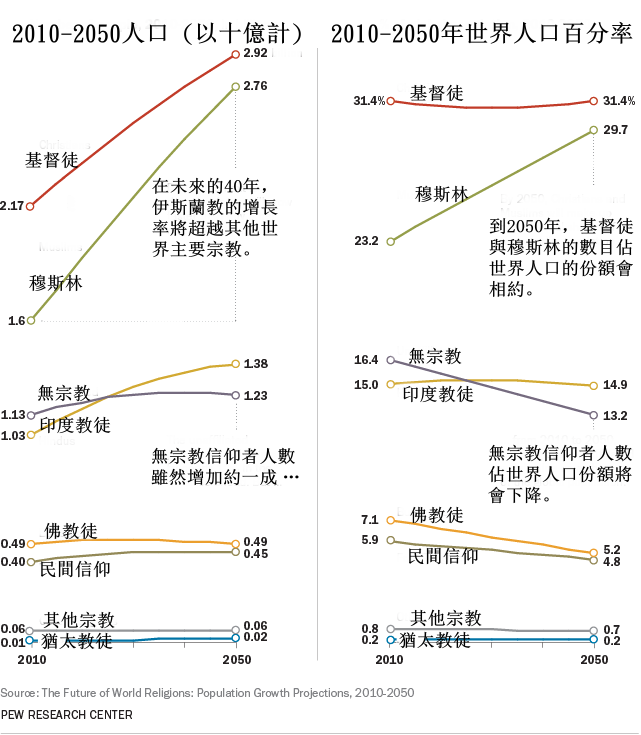 2010–2050人口 (以十億計)
2.92
2.76
基督徒
2.17
在未來的40年，
伊斯蘭教的增長
率將超越其他世
界主要宗教。
穆斯林
1.6
1.38
無宗教
1.23
1.13
印度教徒
1.03
無宗教信仰者人數
雖然增加約一成 …
佛教徒
0.49
0.49
0.45
0.40
民間信仰
其他宗教
0.06
0.06
0.02
0.01
猶太教徒
2010
2050
2010–2050年世界人口百分率
31.4%
基督徒
31.4%
29.7
穆斯林
到2050年，基督徒
與穆斯林的數目佔
世界人口的份額會
相約。
23.2
16.4
無宗教
15.0
印度教徒
14.9
13.2
無宗教信仰者人數
佔世界人口份額將
會下降。
7.1
佛教徒
5.9
民間信仰
5.2
4.8
其他宗教
0.8
0.7
0.2
猶太教徒
0.2
2010
2050
Source: The Future of World Religions: Population Growth Projections, 2010-2050
PEW RESEARCH CENTER